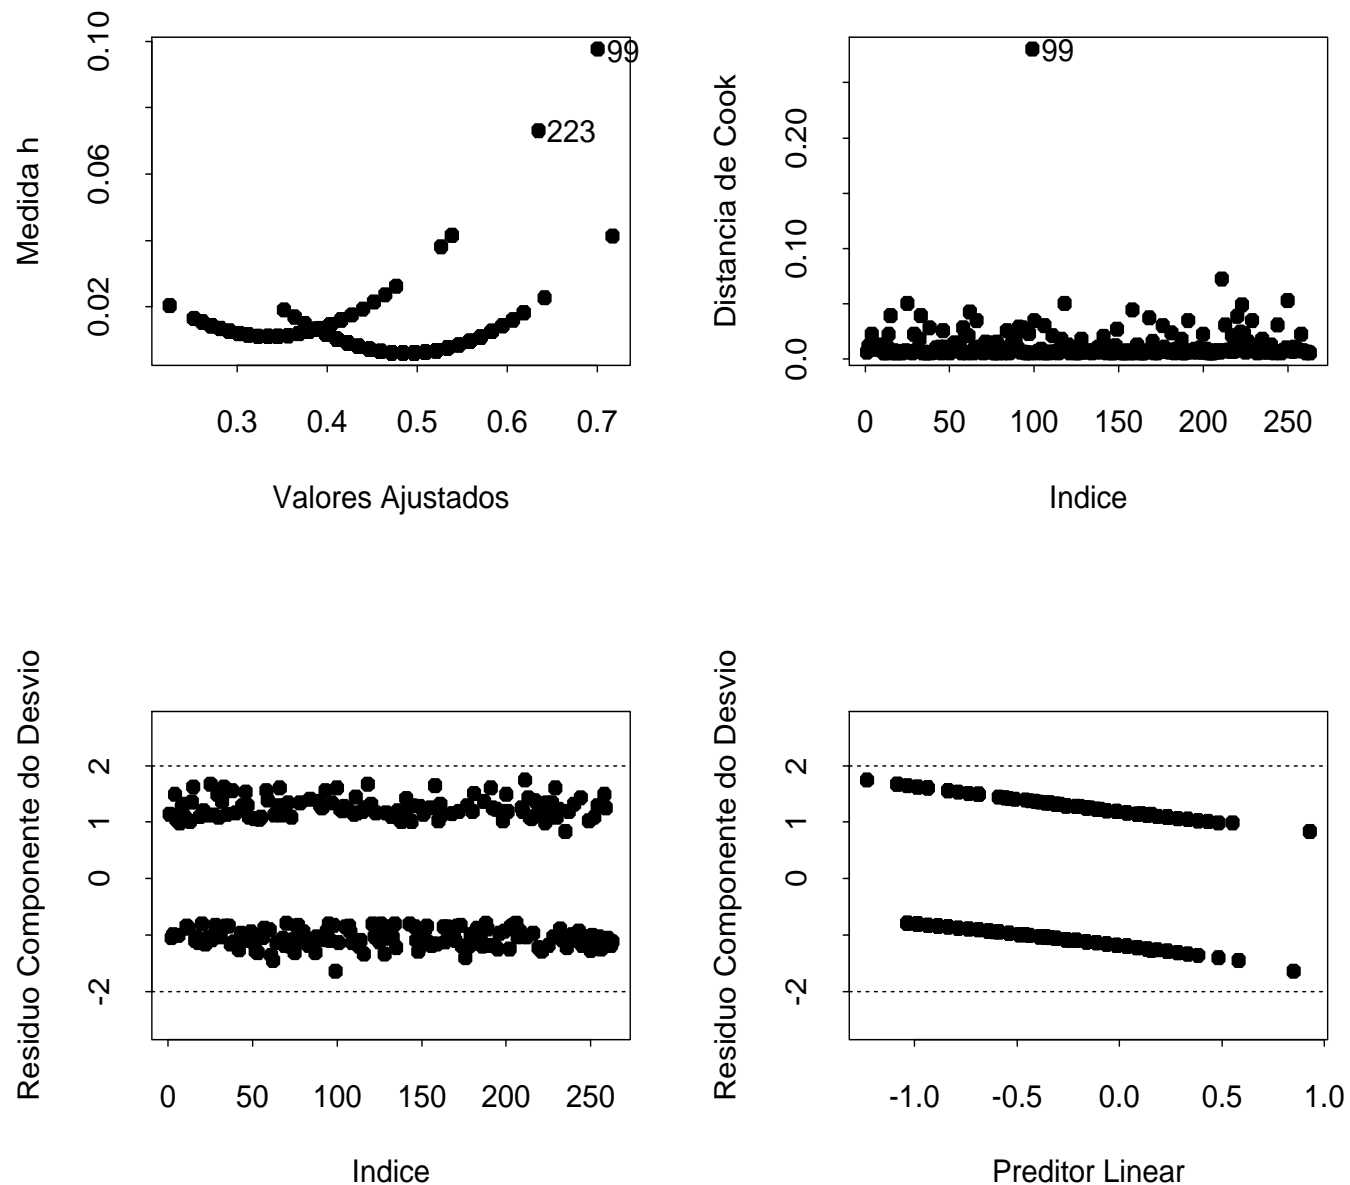 Medida h
0.02
0.06
0.10
99
223
0.3 0.4 0.5 0.6 0.7
Valores Ajustados
Distancia de Cook
0.0
0.10
0.20
99
0 50 100 150 200 250
Indice
Residuo Componente do Desvio
-2
0
1
2
0 50 100 150 200 250
Indice
Residuo Componente do Desvio
-2
0
1
2
-1.0 -0.5 0.0 0.5 1.0
Preditor Linear